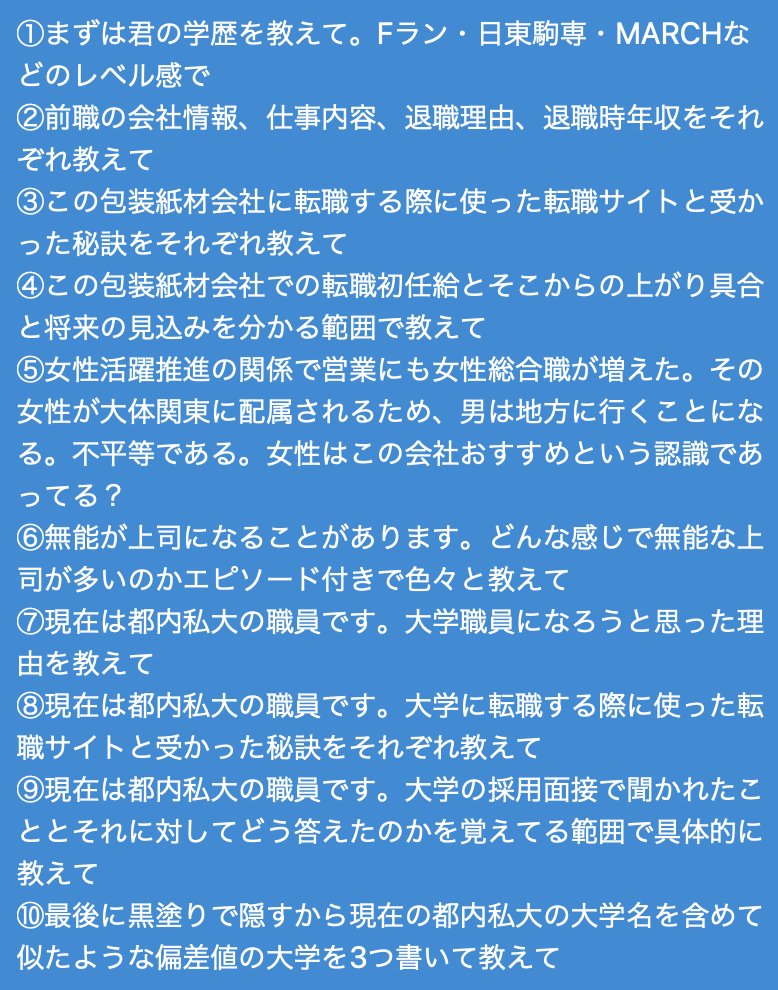 ①まずは君の学歴を教えて。Fラン・日東駒専・MARCHな
どのレベル感で
②前職の会社情報、仕事内容、退職理由、退職時年収をそれ
ぞれ教えて
③この包装紙材会社に転職する際に使った転職サイトと受か
った秘訣をそれぞれ教えて
④この包装紙材会社での転職初任給とそこからの上がり具合
と将来の見込みを分かる範囲で教えて
⑤女性活躍推進の関係で営業にも女性総合職が増えた。その
女性が大体関東に配属されるため、男は地方に行くことにな
る。不平等である。女性はこの会社おすすめという認識であ
ってる？
⑥無能が上司になることがあります。どんな感じで無能な上
司が多いのかエピソード付きで色々と教えて
⑦現在は都内私大の職員です。大学職員になろうと思った理
由を教えて
⑧現在は都内私大の職員です。大学に転職する際に使った転
職サイトと受かった秘訣をそれぞれ教えて
⑨現在は都内私大の職員です。大学の採用面接で聞かれたこ
ととそれに対してどう答えたのかを覚えてる範囲で具体的に
教えて
⑩最後に黒塗りで隠すから現在の都内私大の大学名を含めて
似たような偏差値の大学を3つ書いて教えて